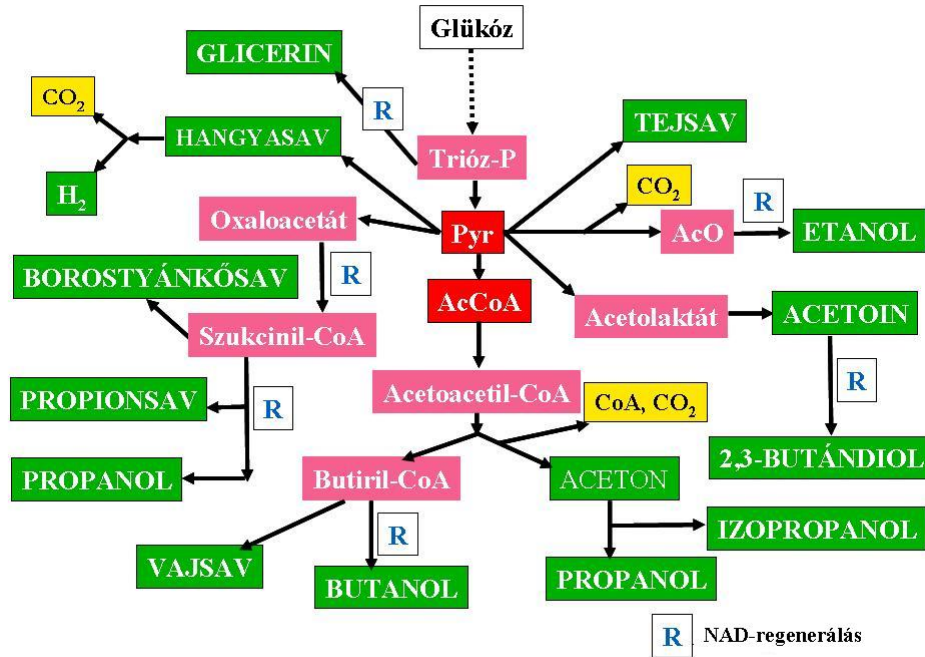 Glükóz
GLICERIN
CO₂
R
TEJSAV
HANGYASAV
Trióz-P
CO₂
R
H₂
Oxaloacetát
Pyr
AcO
ETANOL
BOROSTYÁNKŐSAV
R
AcCoA
Acetolaktát
ACETOIN
Szukcinil-CoA
R
PROPIONSAV
R
Acetoacetil-CoA
CoA, CO₂
PROPANOL
Butiril-CoA
ACETON
2,3-BUTÁNDIOL
R
IZOPROPANOL
VAJSAV
BUTANOL
PROPANOL
R NAD-regenerálás